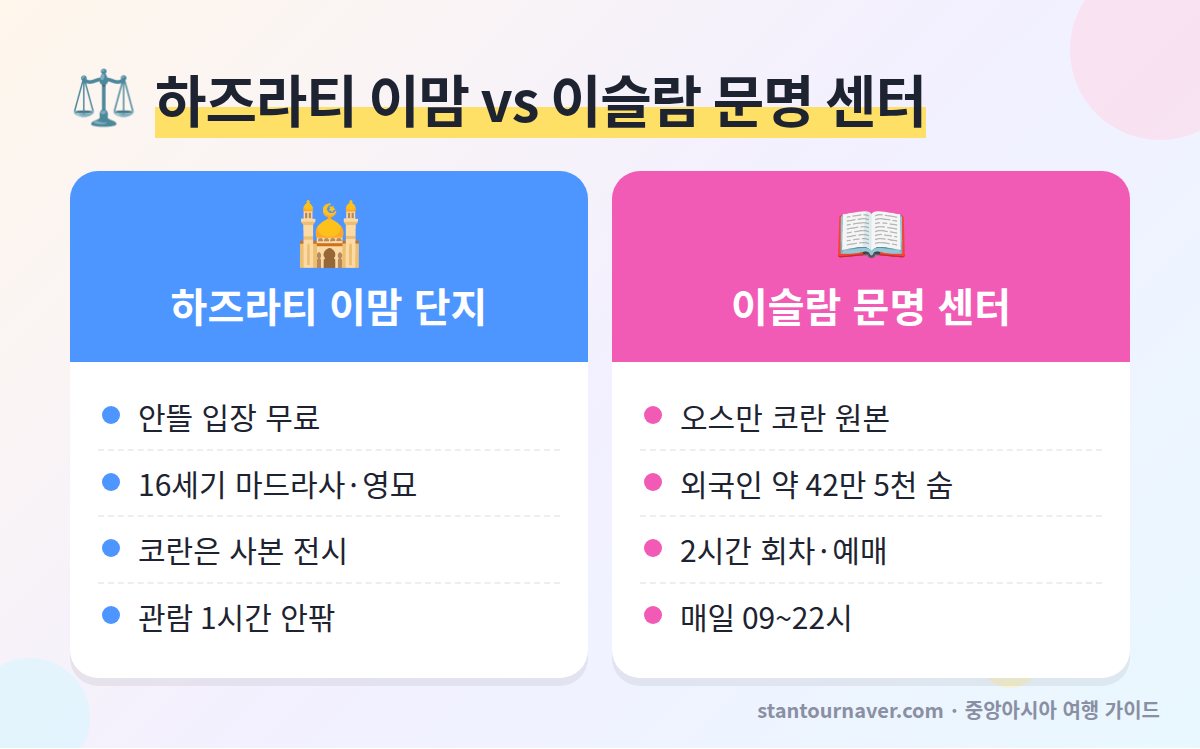 하즈라티 이맘 vs 이슬람 문명 센터
하즈라티 이맘 단지
안뜰 입장 무료
16세기 마드라사·영묘
코란은 사본 전시
관람 1시간 안팎
이슬람 문명 센터
오스만 코란 원본
외국인 약 42만 5천 숨
2시간 회차·예매
매일 09~22시
stantournaver.com · 중앙아시아 여행 가이드